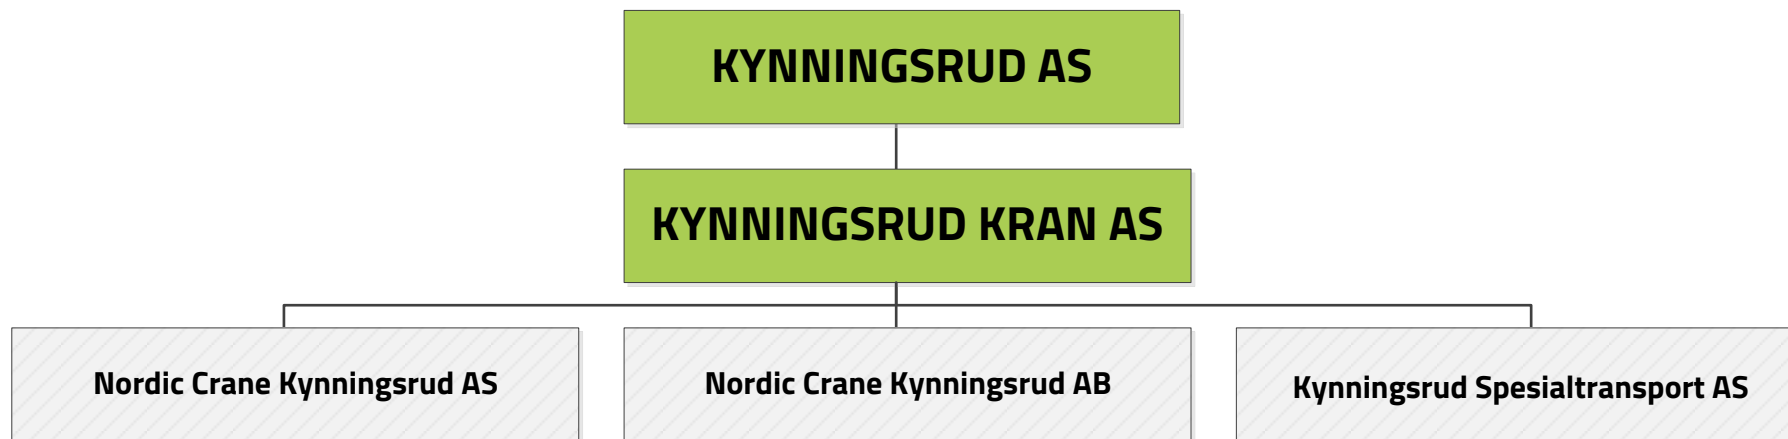 KYNNINGSRUD AS
KYNNINGSRUD KRAN AS
Nordic Crane Kynningsrud AS
Nordic Crane Kynningsrud AB
Kynningsrud Spesialtransport AS